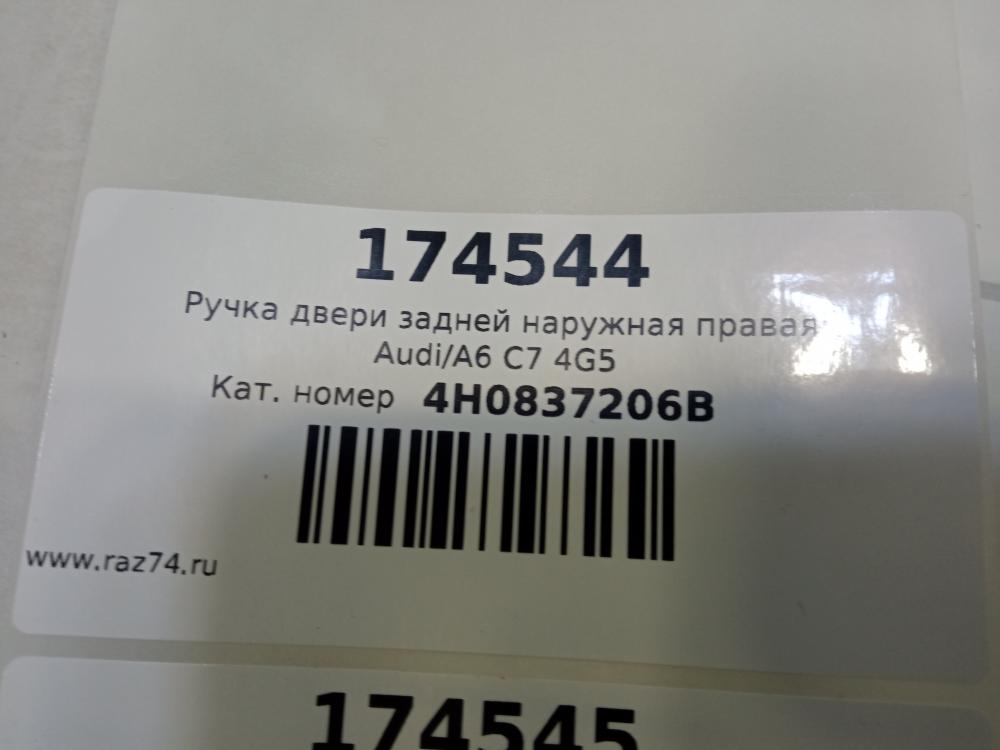 174544
Ручка двери задней наружная правая
Audi/A6 C7 4G5
Кат. номер 4H0837206B
www.raz74.ru
174545